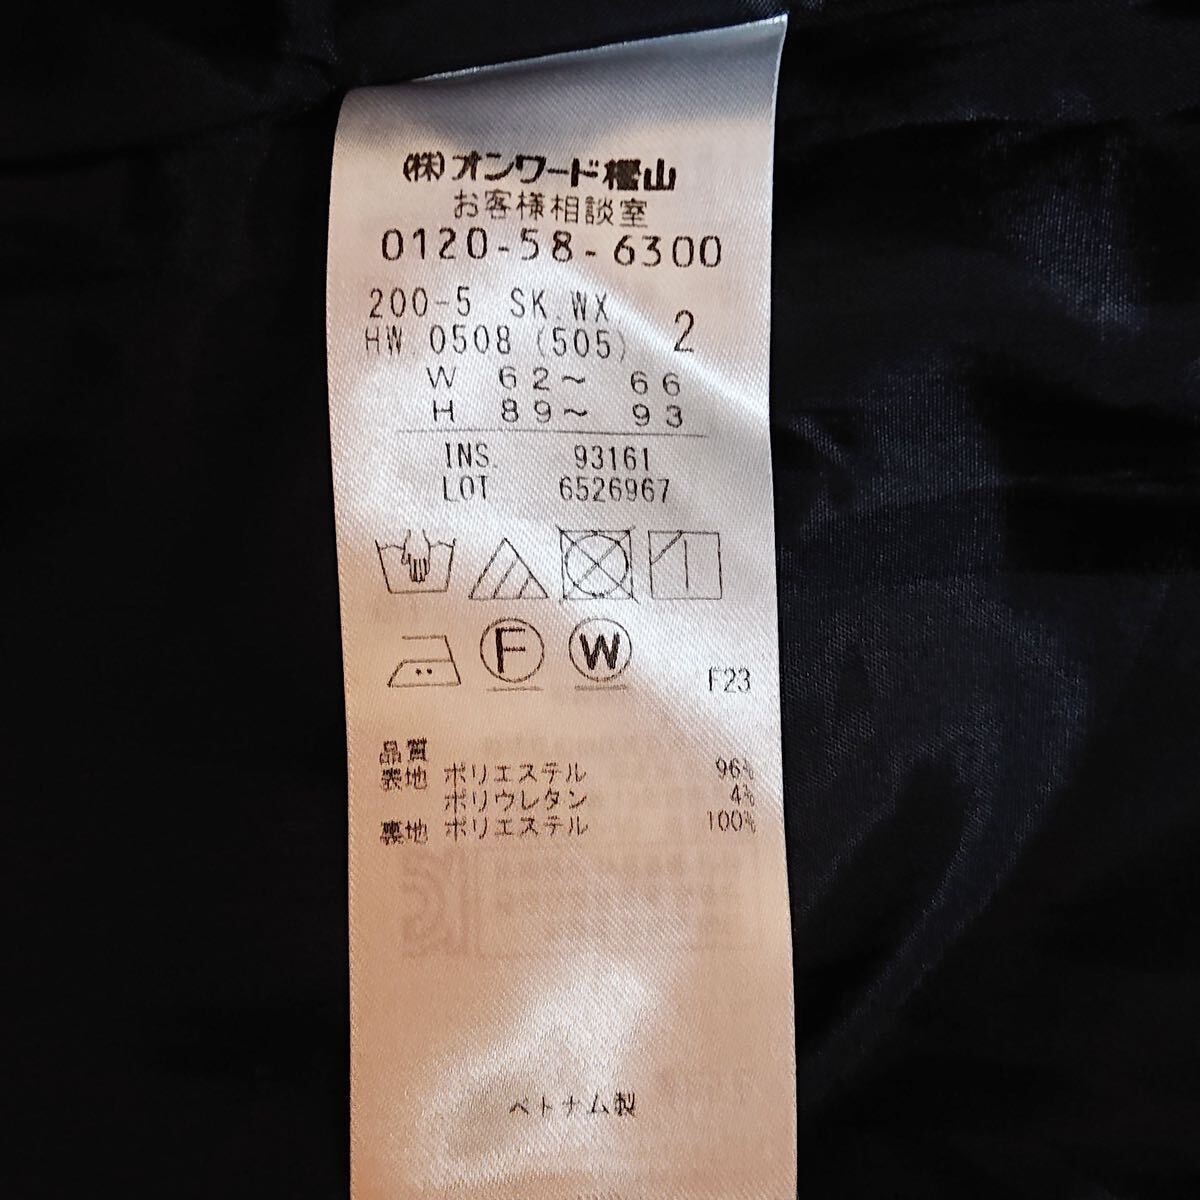 (株)オンワード樫山
お客様相談室
0120-58-6300
200-5 SK.WX
HW 0508 (505) 2
W 62～ 66
H 89～ 93
INS. 93161
LOT 6526967
F W
F23
品質
表地 ポリエステル 96%
ポリウレタン 4%
裏地 ポリエステル 100%
ベトナム製